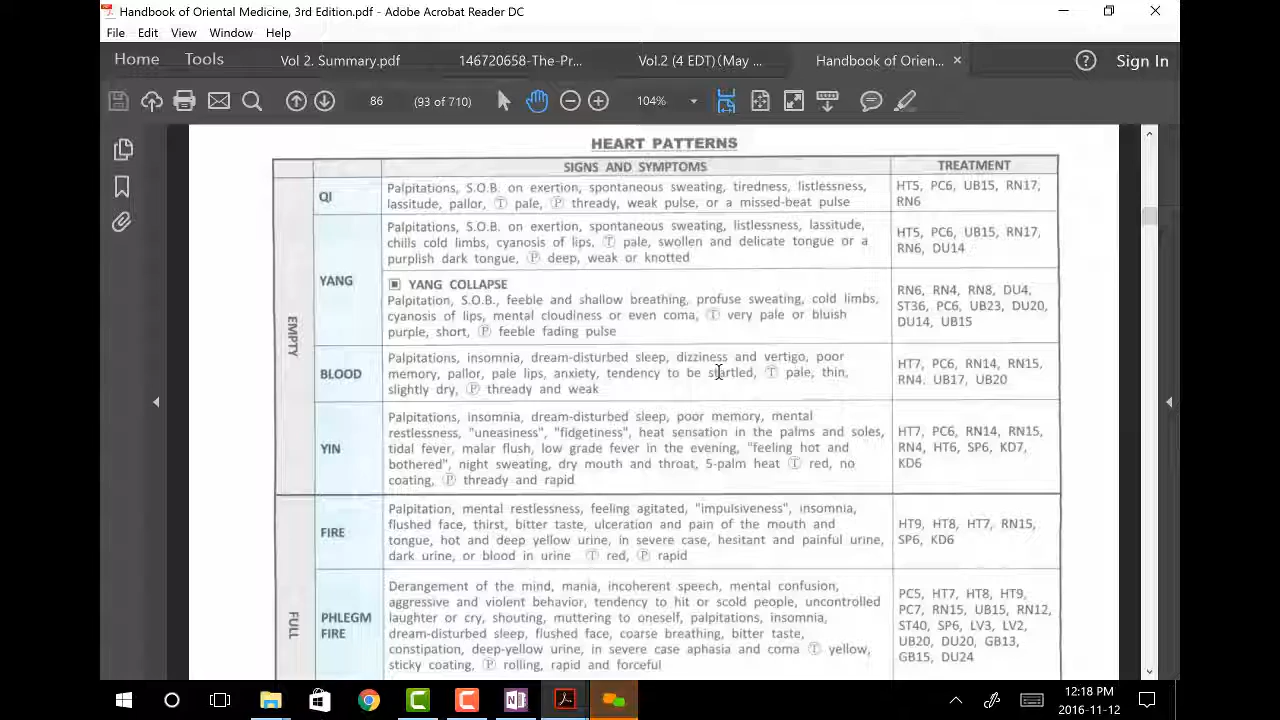 Handbook of Oriental Medicine, 3rd Edition.pdf - Adobe Acrobat Reader DC
File Edit View Window Help
Home Tools Vol 2. Summary.pdf 146720658-The-Pr... Vol.2 (4 EDT) (May ... Handbook of Orien... × Sign In
86 (93 of 710) 104%
HEART PATTERNS
SIGNS AND SYMPTOMS TREATMENT
EMPTY
QI
Palpitations, S.O.B. on exertion, spontaneous sweating, tiredness, listlessness,
lassitude, pallor, Ⓣ pale, Ⓟ thready, weak pulse, or a missed-beat pulse
HT5, PC6, UB15, RN17,
RN6
YANG
Palpitations, S.O.B. on exertion, spontaneous sweating, listlessness, lassitude,
chills cold limbs, cyanosis of lips, Ⓣ pale, swollen and delicate tongue or a
purplish dark tongue, Ⓟ deep, weak or knotted
HT5, PC6, UB15, RN17,
RN6, DU14
▣ YANG COLLAPSE
Palpitation, S.O.B., feeble and shallow breathing, profuse sweating, cold limbs,
cyanosis of lips, mental cloudiness or even coma, Ⓣ very pale or bluish
purple, short, Ⓟ feeble fading pulse
RN6, RN4, RN8, DU4,
ST36, PC6, UB23, DU20,
DU14, UB15
BLOOD
Palpitations, insomnia, dream-disturbed sleep, dizziness and vertigo, poor
memory, pallor, pale lips, anxiety, tendency to be startled, Ⓣ pale, thin,
slightly dry, Ⓟ thready and weak
HT7, PC6, RN14, RN15,
RN4. UB17, UB20
YIN
Palpitations, insomnia, dream-disturbed sleep, poor memory, mental
restlessness, "uneasiness", "fidgetiness", heat sensation in the palms and soles,
tidal fever, malar flush, low grade fever in the evening, "feeling hot and
bothered", night sweating, dry mouth and throat, 5-palm heat Ⓣ red, no
coating, Ⓟ thready and rapid
HT7, PC6, RN14, RN15,
RN4, HT6, SP6, KD7,
KD6
FULL
FIRE
Palpitation, mental restlessness, feeling agitated, "impulsiveness", insomnia,
flushed face, thirst, bitter taste, ulceration and pain of the mouth and
tongue, hot and deep yellow urine, in severe case, hesitant and painful urine,
dark urine, or blood in urine Ⓣ red, Ⓟ rapid
HT9, HT8, HT7, RN15,
SP6, KD6
PHLEGM
FIRE
Derangement of the mind, mania, incoherent speech, mental confusion,
aggressive and violent behavior, tendency to hit or scold people, uncontrolled
laughter or cry, shouting, muttering to oneself, palpitations, insomnia,
dream-disturbed sleep, flushed face, coarse breathing, bitter taste,
constipation, deep-yellow urine, in severe case aphasia and coma Ⓣ yellow,
sticky coating, Ⓟ rolling, rapid and forceful
PC5, HT7, HT8, HT9,
PC7, RN15, UB15, RN12,
ST40, SP6, LV3, LV2,
UB20, DU20, GB13,
GB15, DU24
12:18 PM
2016-11-12